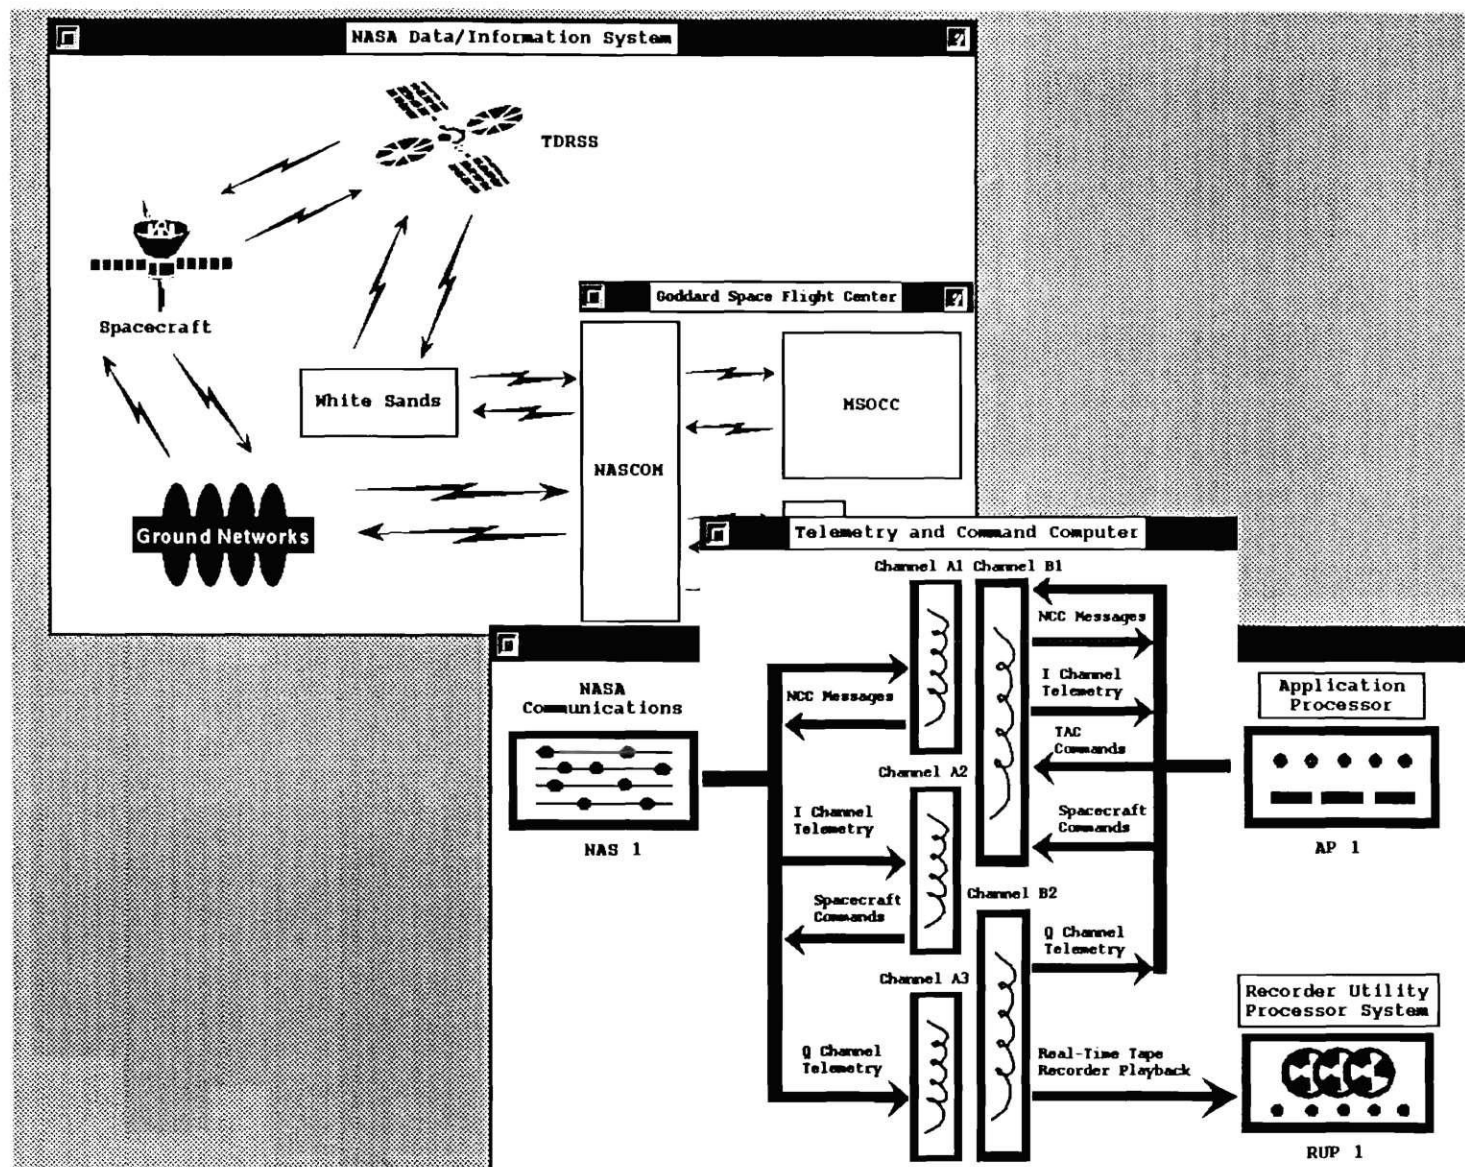 NASA Data/Information System
TDRSS
Spacecraft
Goddard Space Flight Center
White Sands
MSOCC
NASCOM
Ground Networks
Telemetry and Command Computer
Channel A1 Channel B1
NCC Messages
NASA
Communications
NCC Messages
I Channel
Telemetry
Application
Processor
TAC
Commands
Channel A2
I Channel
Telemetry
Spacecraft
Commands
NAS 1
AP 1
Channel B2
Spacecraft
Commands
Q Channel
Telemetry
Channel A3
Recorder Utility
Processor System
Q Channel
Telemetry
Real-Time Tape
Recorder Playback
RUP 1